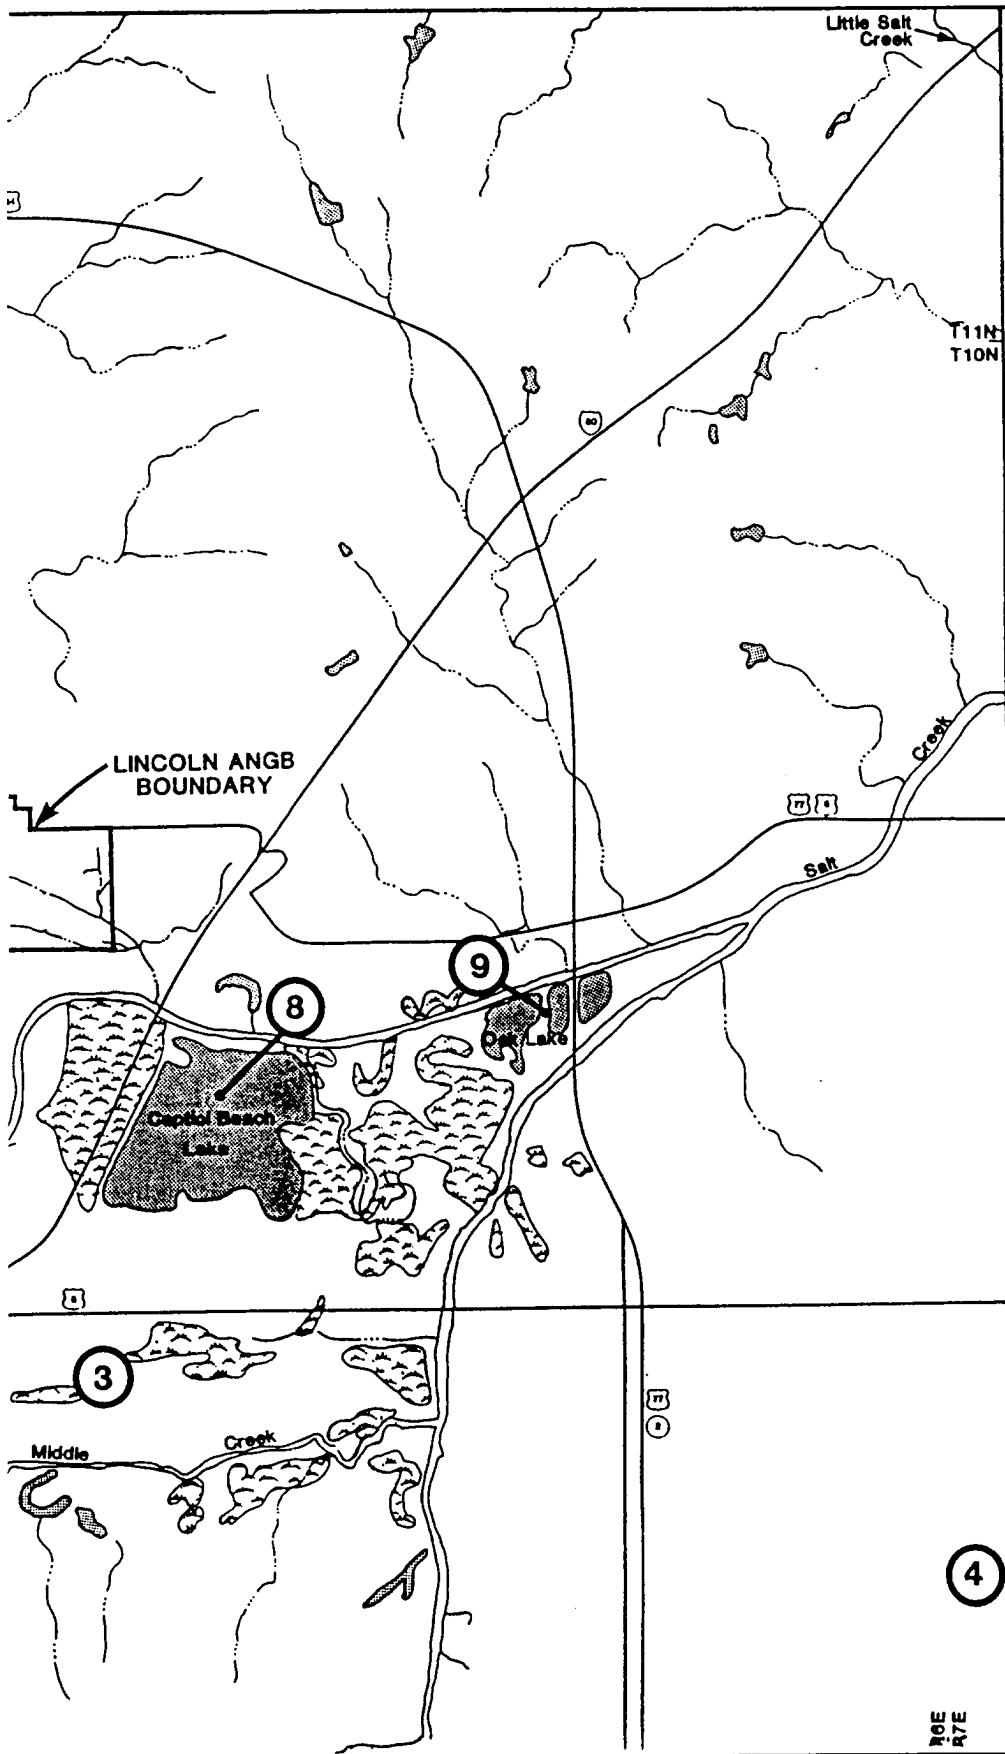 Little Salt
Creek
T11N
T10N
80
LINCOLN ANGB
BOUNDARY
Creek
77 6
Salt
9
8
Oak Lake
Captiol Beach
Lake
6
3
77
2
Creek
Middle
4
R6E
R7E